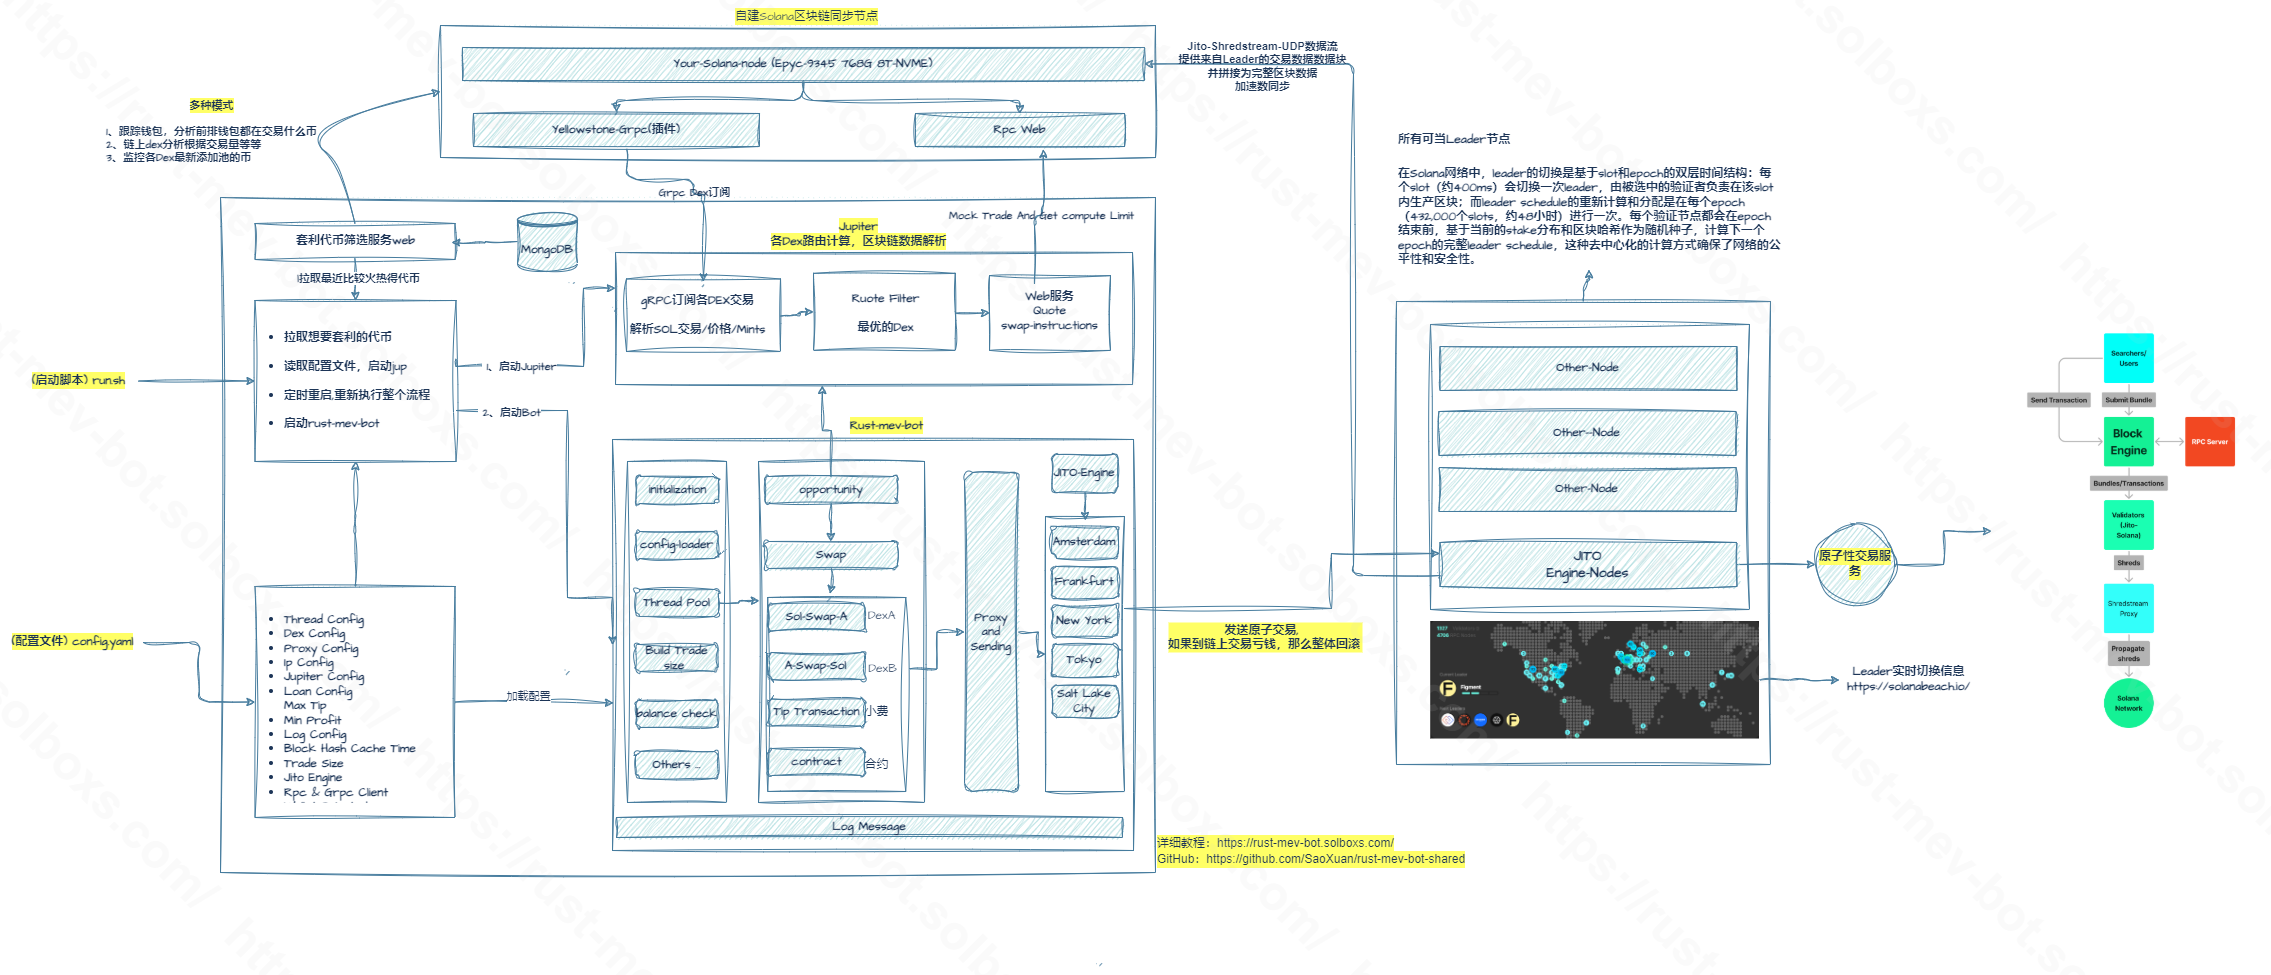 自建Solana区块链同步节点
Your-Solana-node (Epyc-9345 768G 8T-NVME)
Yellowstone-Grpc(插件)
Rpc Web
Jito-Shredstream-UDP数据流
提供来自Leader的交易数据数据块
并拼接为完整区块数据
加速数同步
多种模式
1、跟踪钱包，分析前排钱包都在交易什么币
2、链上dex分析根据交易量等等
3、监控各Dex最新添加池的币
Grpc Dex订阅
Mock Trade And Get compute Limit
套利代币筛选服务web
MongoDB
拉取最近比较火热得代币
拉取想要套利的代币
读取配置文件，启动jup
定时重启,重新执行整个流程
启动rust-mev-bot
(启动脚本) run.sh
1、启动Jupiter
2、启动Bot
Jupiter
各Dex路由计算，区块链数据解析
gRPC订阅各DEX交易
解析SOL交易/价格/Mints
Ruote Filter
最优的Dex
Web服务
Quote
swap-instructions
(配置文件) config.yaml
Thread Config
Dex Config
Proxy Config
Ip Config
Jupiter Config
Loan Config
Max Tip
Min Profit
Log Config
Block Hash Cache Time
Trade Size
Jito Engine
Rpc & Grpc Client
加载配置
Rust-mev-bot
initialization
config-loader
Thread Pool
Build Trade
size
balance check
Others ...
opportunity
Swap
Sol-Swap-A
DexA
A-Swap-Sol
DexB
Tip Transaction
小费
contract
合约
Proxy
and
Sending
JITO-Engine
Amsterdam
Frankfurt
New York
Tokyo
Salt Lake
City
Log Message
发送原子交易,
如果到链上交易亏钱，那么整体回滚
详细教程：https://rust-mev-bot.solboxs.com/
GitHub：https://github.com/SaoXuan/rust-mev-bot-shared
所有可当Leader节点
在Solana网络中，leader的切换是基于slot和epoch的双层时间结构：每
个slot（约400ms）会切换一次leader，由被选中的验证者负责在该slot
内生产区块；而leader schedule的重新计算和分配是在每个epoch
（432,000个slots，约48小时）进行一次。每个验证节点都会在epoch
结束前，基于当前的stake分布和区块哈希作为随机种子，计算下一个
epoch的完整leader schedule，这种去中心化的计算方式确保了网络的公
平性和安全性。
Other-Node
Other--Node
Other-Node
JITO
Engine-Nodes
Figment
原子性交易服
务
Leader实时切换信息
https://solanabeach.io/
Searchers/
Users
Send Transaction
Submit Bundle
Block
Engine
RPC Server
Bundles/Transactions
Validators
(Jito-
Solana)
Shreds
Shredstream
Proxy
Propagate
shreds
Solana
Network
https://rust-mev-bot.solboxs.com/